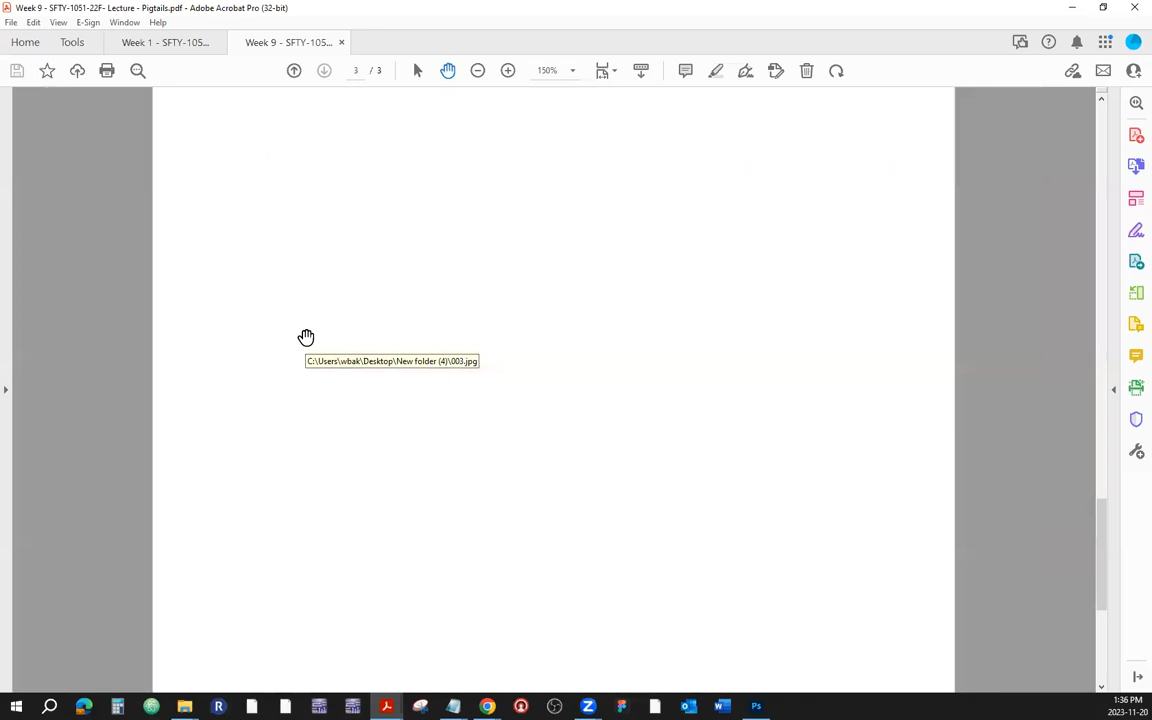 Week 9 - SFTY-1051-22F- Lecture - Pigtails.pdf - Adobe Acrobat Pro (32-bit)
File Edit View E-Sign Window Help
Home Tools Week 1 - SFTY-105... Week 9 - SFTY-105... ×
3 / 3 150%
C:\Users\wbak\Desktop\New folder (4)\003.jpg
1:36 PM
2023-11-20